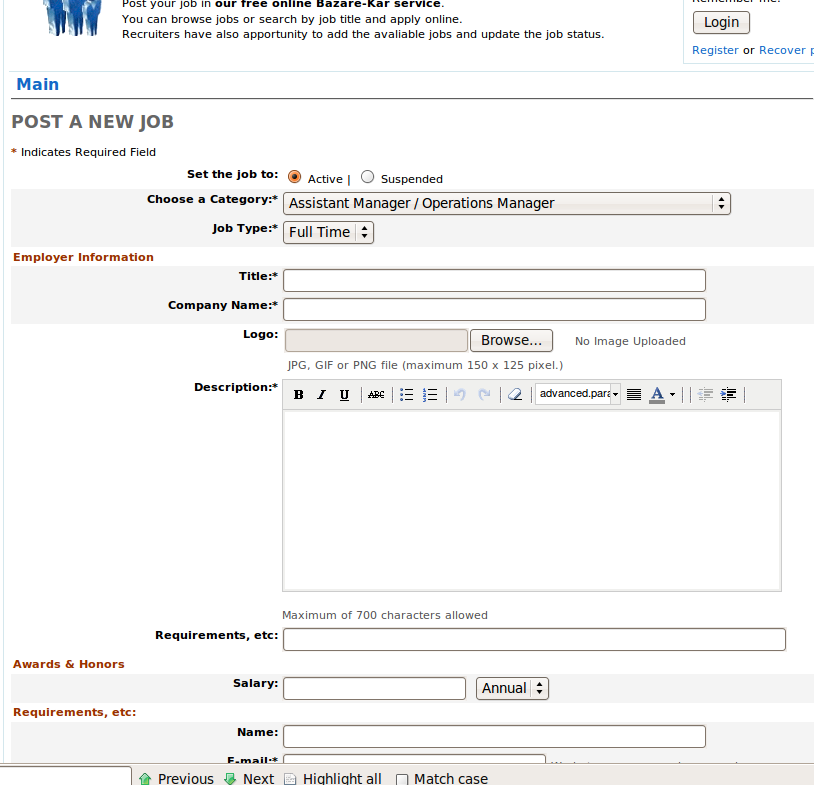 Post your job in our free online Bazare-Kar service.
You can browse jobs or search by job title and apply online.
Recruiters have also apportunity to add the avaliable jobs and update the job status.
Login
Register or Recover
Main
POST A NEW JOB
* Indicates Required Field
Set the job to: Active | Suspended
Choose a Category:* Assistant Manager / Operations Manager
Job Type:* Full Time
Employer Information
Title:*
Company Name:*
Logo: Browse... No Image Uploaded
JPG, GIF or PNG file (maximum 150 x 125 pixel.)
Description:* B I U ABC advanced.para A
Maximum of 700 characters allowed
Requirements, etc:
Awards & Honors
Salary: Annual
Requirements, etc:
Name:
E-mail:*
Previous Next Highlight all Match case